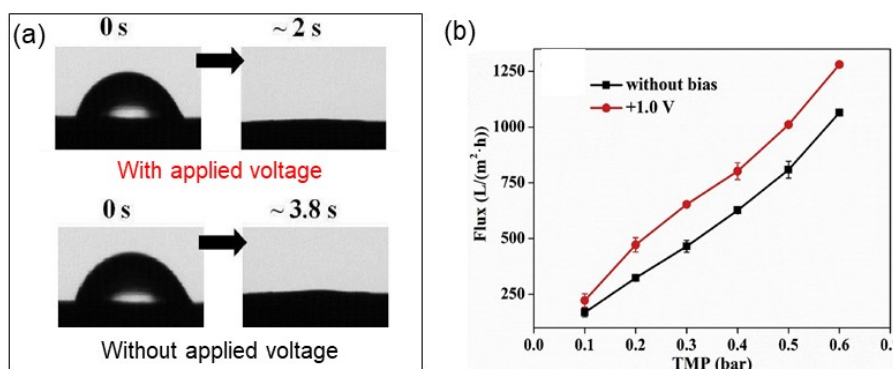 (a)
0 s
~ 2 s
With applied voltage
0 s
~ 3.8 s
Without applied voltage
(b)
Flux (L/(m²·h))
1250
1000
750
500
250
without bias
+1.0 V
0.0 0.1 0.2 0.3 0.4 0.5 0.6
TMP (bar)